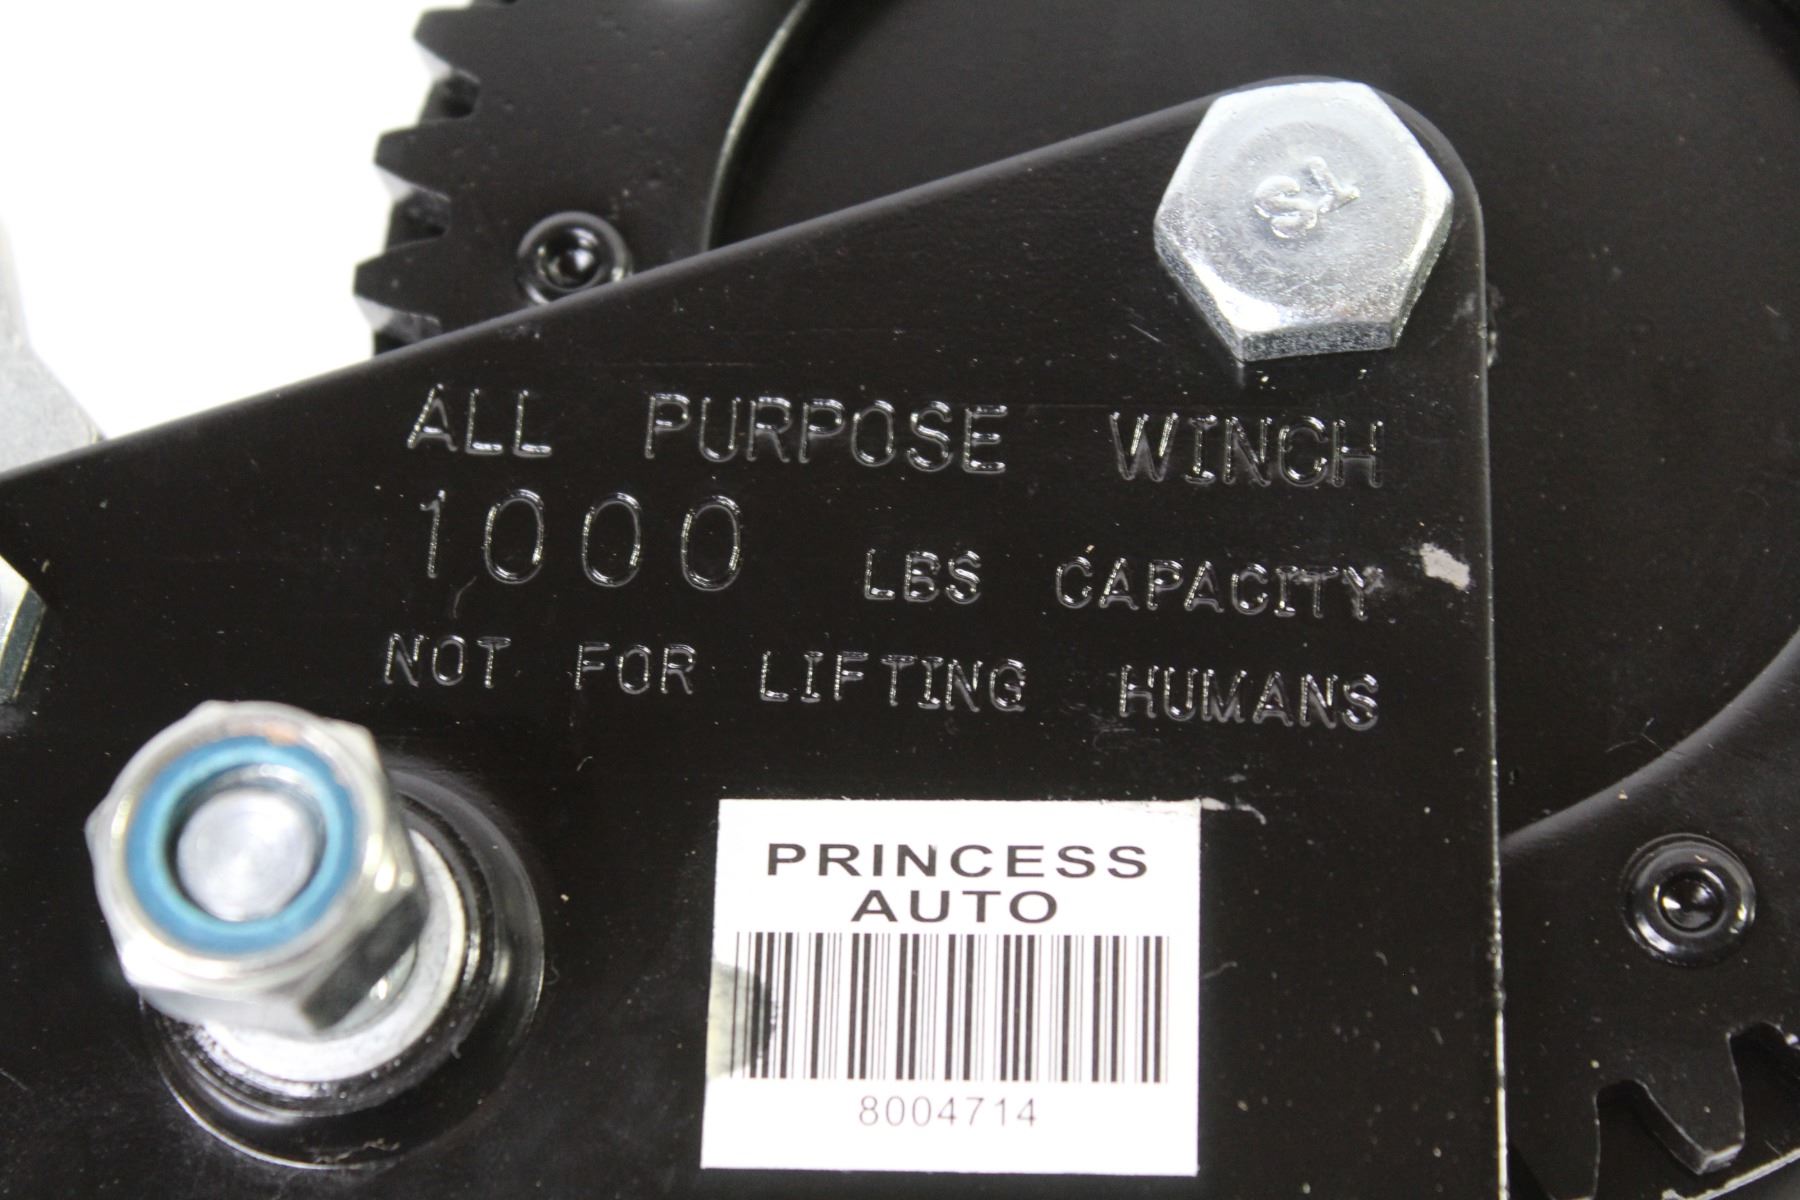 ALL PURPOSE WINCH
1000 LBS CAPACITY
NOT FOR LIFTING HUMANS
PRINCESS
AUTO
8004714